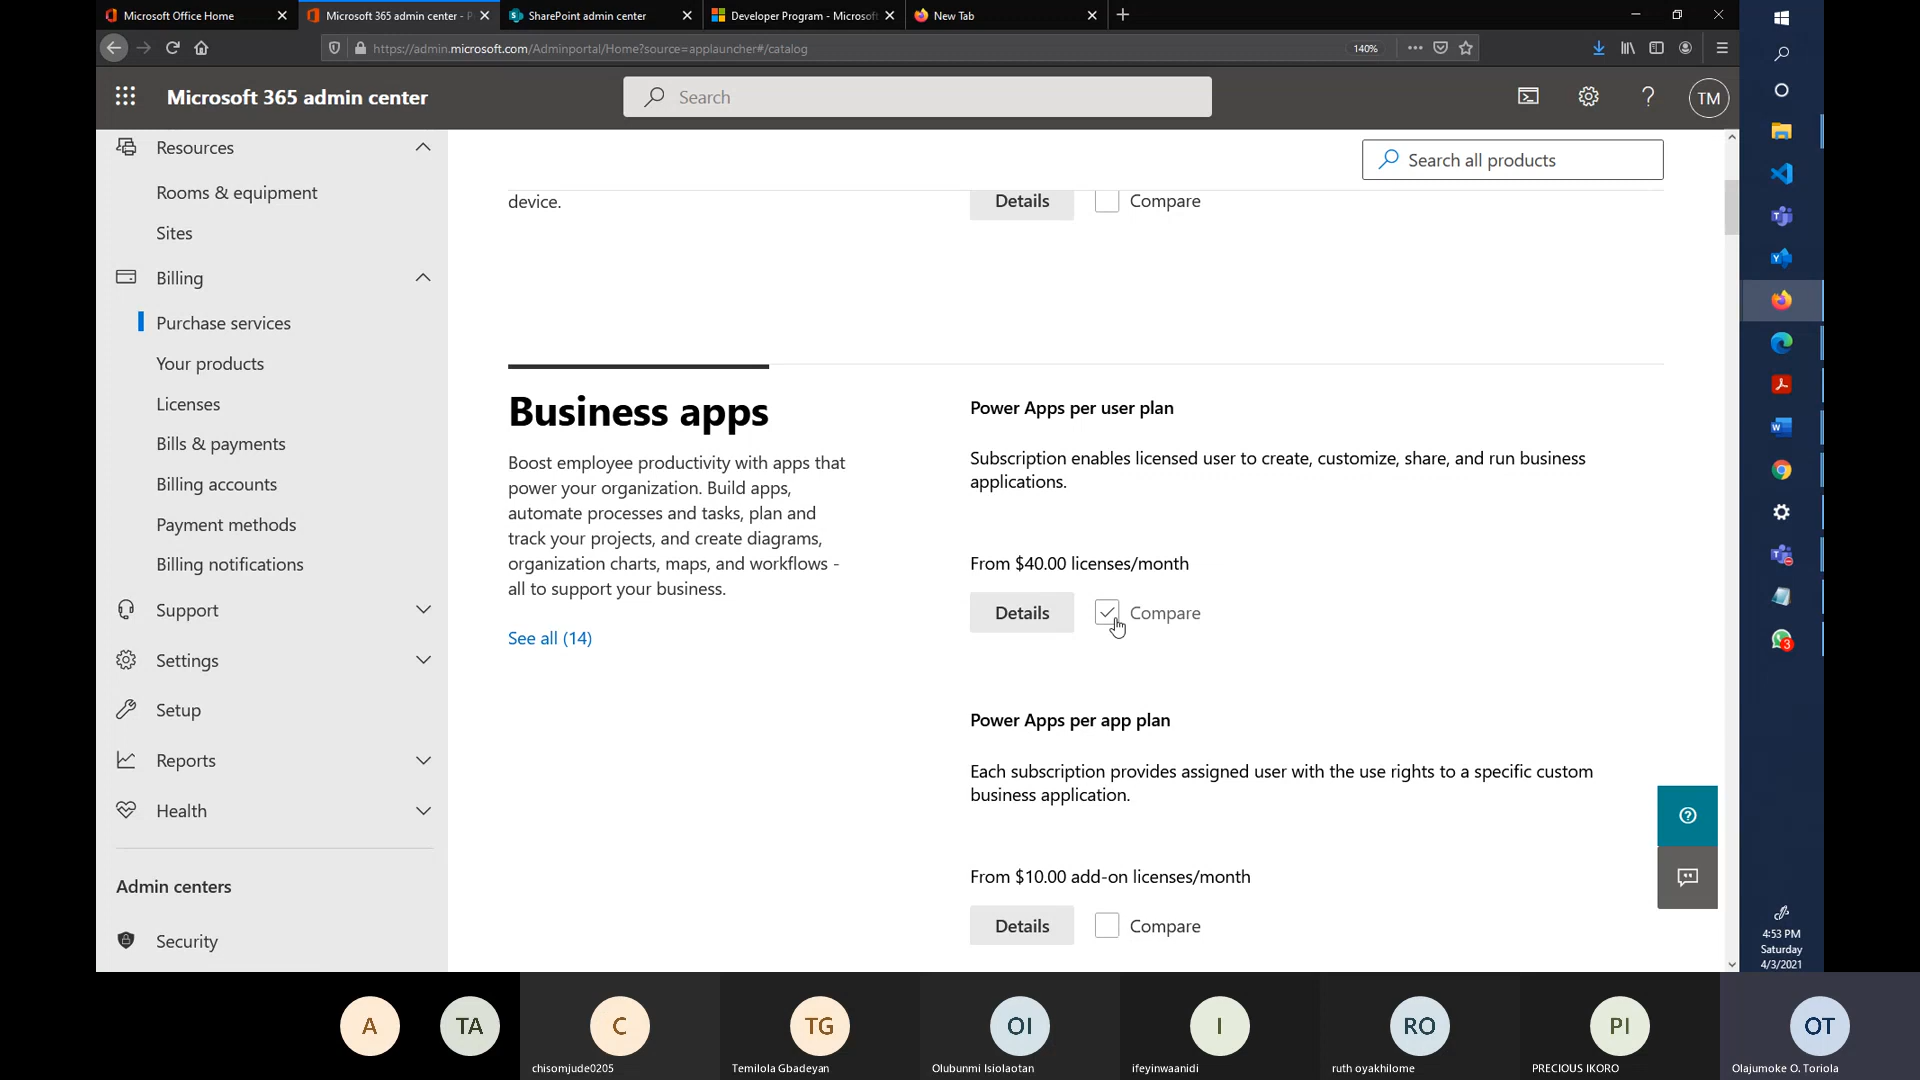 Microsoft Office Home
Microsoft 365 admin center - P
SharePoint admin center
Developer Program - Microsoft
New Tab
https://admin.microsoft.com/Adminportal/Home?source=applauncher#/catalog
140%
Microsoft 365 admin center
Search
TM
Resources
Rooms & equipment
Sites
Billing
Purchase services
Your products
Licenses
Bills & payments
Billing accounts
Payment methods
Billing notifications
Support
Settings
Setup
Reports
Health
Admin centers
Security
Search all products
device.
Details
Compare
Business apps
Boost employee productivity with apps that
power your organization. Build apps,
automate processes and tasks, plan and
track your projects, and create diagrams,
organization charts, maps, and workflows -
all to support your business.
See all (14)
Power Apps per user plan
Subscription enables licensed user to create, customize, share, and run business
applications.
From $40.00 licenses/month
Details
Compare
Power Apps per app plan
Each subscription provides assigned user with the use rights to a specific custom
business application.
From $10.00 add-on licenses/month
Details
Compare
3
4:53 PM
Saturday
4/3/2021
A
TA
C
chisomjude0205
TG
Temilola Gbadeyan
OI
Olubunmi Isiolaotan
I
ifeyinwaanidi
RO
ruth oyakhilome
PI
PRECIOUS IKORO
OT
Olajumoke O. Toriola